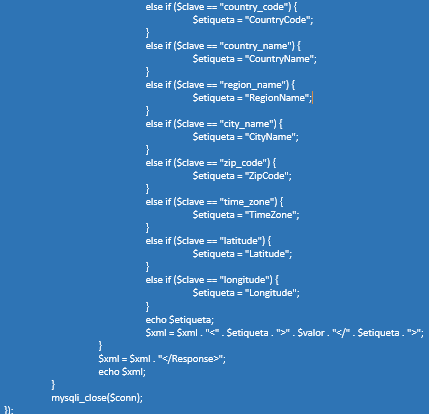 else if ($clave == "country_code") {
$etiqueta = "CountryCode";
}
else if ($clave == "country_name") {
$etiqueta = "CountryName";
}
else if ($clave == "region_name") {
$etiqueta = "RegionName";
}
else if ($clave == "city_name") {
$etiqueta = "CityName";
}
else if ($clave == "zip_code") {
$etiqueta = "ZipCode";
}
else if ($clave == "time_zone") {
$etiqueta = "TimeZone";
}
else if ($clave == "latitude") {
$etiqueta = "Latitude";
}
else if ($clave == "longitude") {
$etiqueta = "Longitude";
}
echo $etiqueta;
$xml = $xml . "<" . $etiqueta . ">" . $valor . "</" . $etiqueta . ">";
}
$xml = $xml . "</Response>";
echo $xml;
}
mysqli_close($conn);
});